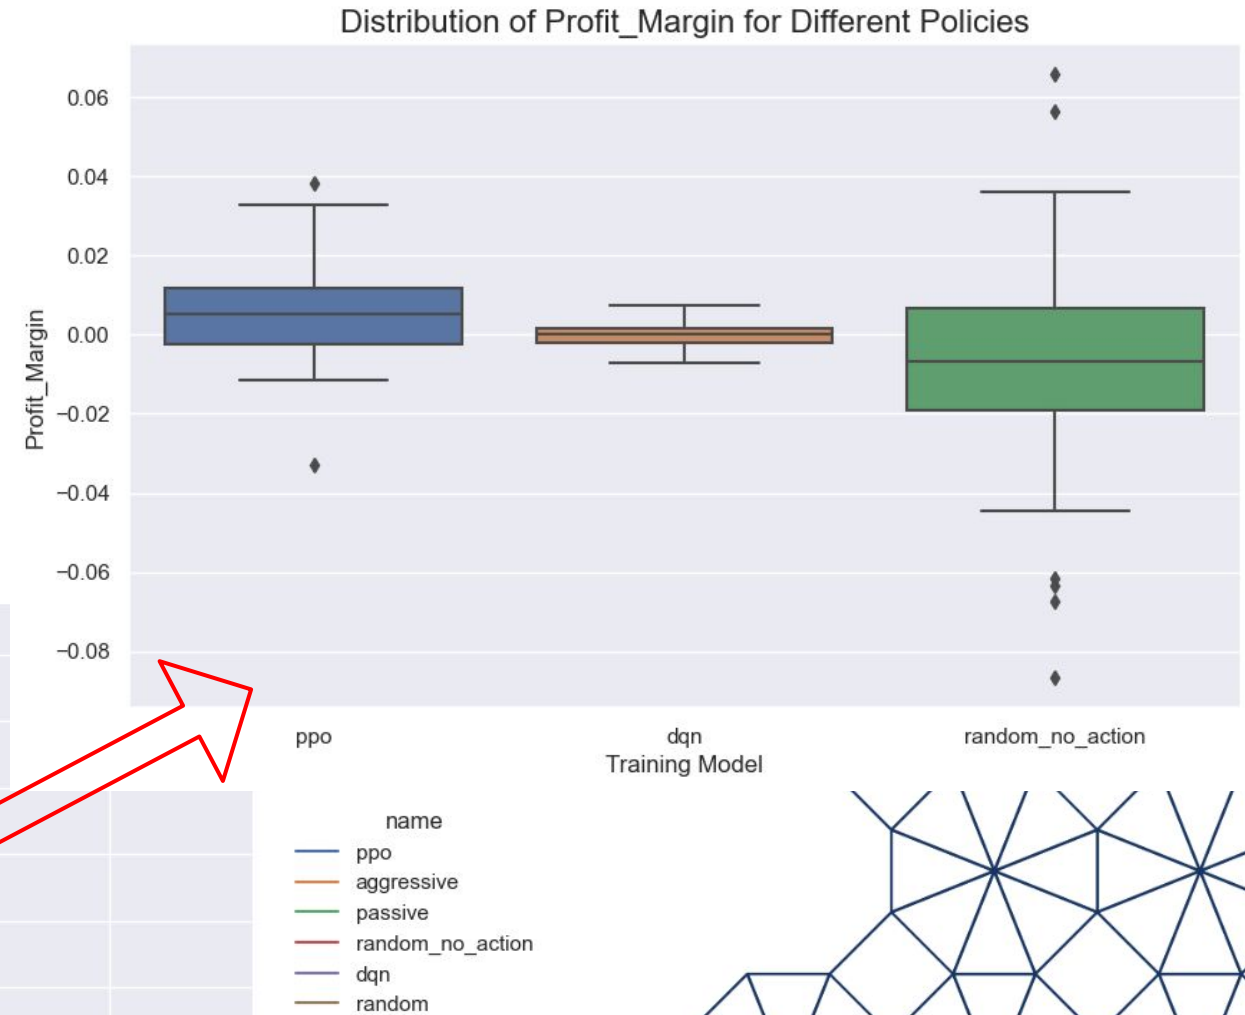 Distribution of Profit_Margin for Different Policies
0.06
0.04
0.02
0.00
−0.02
−0.04
−0.06
−0.08
Profit_Margin
ppo
dqn
random_no_action
Training Model
name
ppo
aggressive
passive
random_no_action
dqn
random